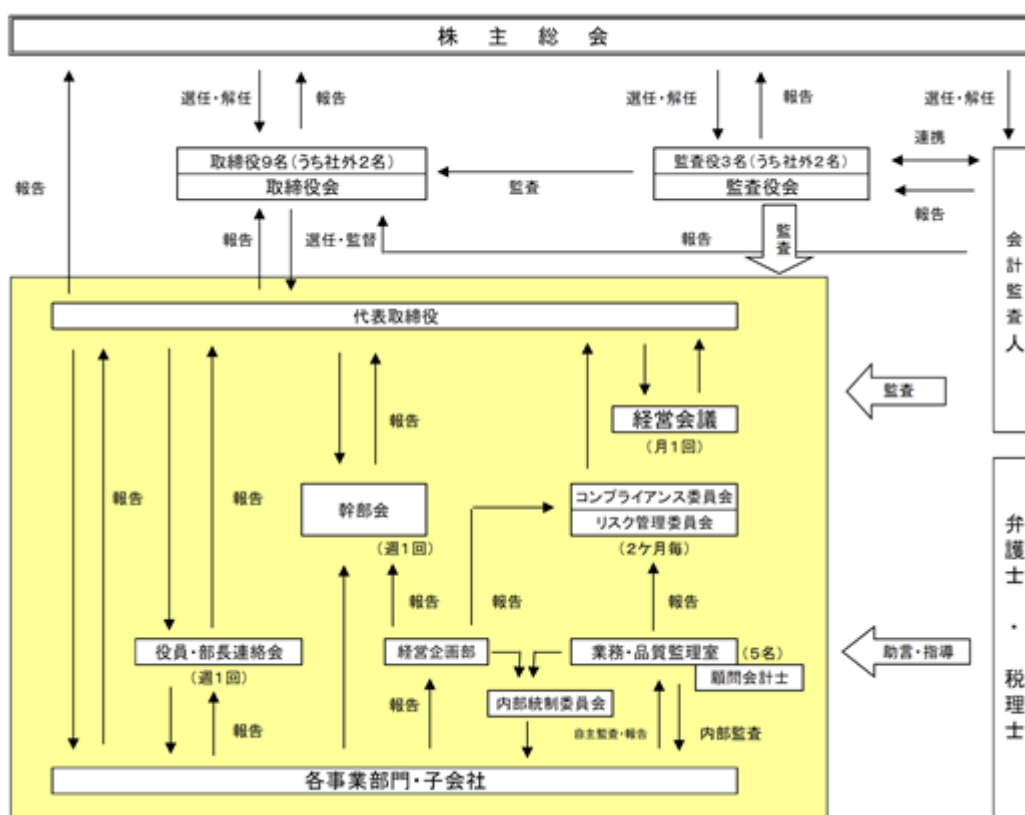 株主総会
選任・解任
報告
選任・解任
報告
選任・解任
報告
取締役9名(うち社外2名)
取締役会
監査
監査役3名(うち社外2名)
監査役会
連携
報告
報告
選任・監督
報告
監査
会計監査人
代表取締役
監査
経営会議
(月1回)
報告
報告
報告
幹部会
(週1回)
コンプライアンス委員会
リスク管理委員会
(2ケ月毎)
弁護士・税理士
報告
報告
報告
役員・部長連絡会
(週1回)
経営企画部
業務・品質監理室
(5名)
顧問会計士
助言・指導
内部統制委員会
報告
報告
自主監査・報告
内部監査
各事業部門・子会社